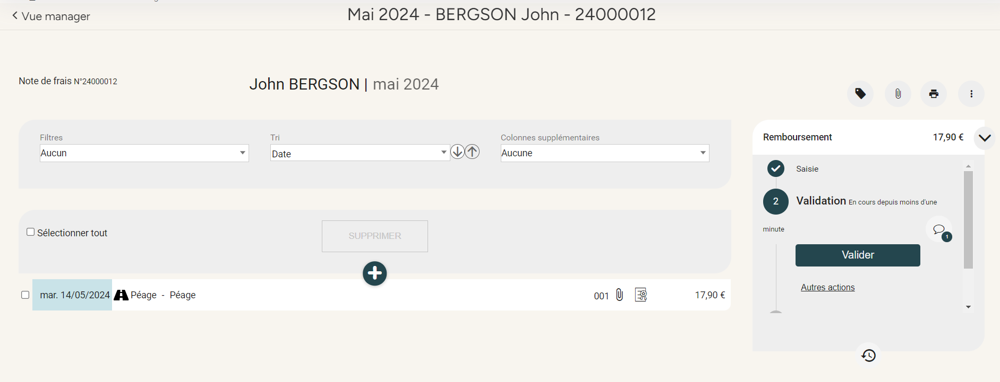 Vue manager
Mai 2024 - BERGSON John - 24000012
Note de frais N°24000012
John BERGSON | mai 2024
Filtres
Aucun
Tri
Date
Colonnes supplémentaires
Aucune
Remboursement 17,90 €
Saisie
2 Validation En cours depuis moins d'une
minute
1
Valider
Autres actions
Sélectionner tout
SUPPRIMER
mar. 14/05/2024 Péage - Péage 001 17,90 €